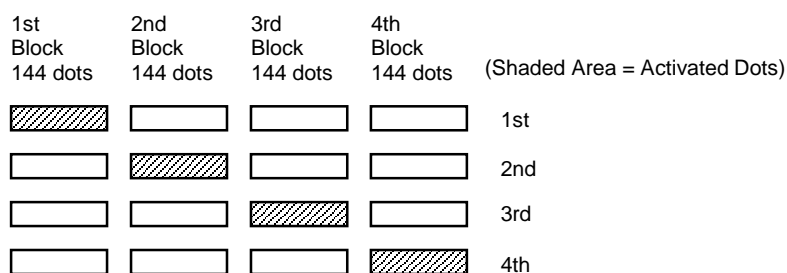 1st 2nd 3rd 4th
Block Block Block Block
144 dots 144 dots 144 dots 144 dots (Shaded Area = Activated Dots)
1st
2nd
3rd
4th